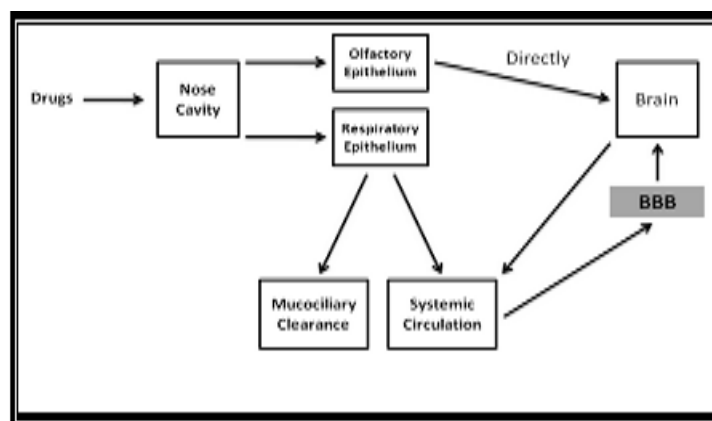 Drugs
Nose
Cavity
Olfactory
Epithelium
Respiratory
Epithelium
Directly
Brain
BBB
Mucociliary
Clearance
Systemic
Circulation